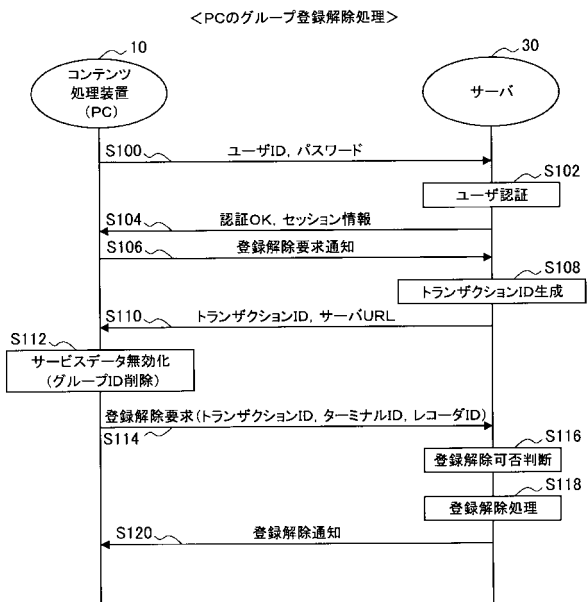 ＜PCのグループ登録解除処理＞
10
30
コンテンツ
処理装置
(PC)
サーバ
S100
ユーザID, パスワード
S102
ユーザ認証
S104
認証OK, セッション情報
S106
登録解除要求通知
S108
トランザクションID生成
S110
トランザクションID, サーバURL
S112
サービスデータ無効化
(グループID削除)
登録解除要求(トランザクションID, ターミナルID, レコーダID)
S114
S116
登録解除可否判断
S118
登録解除処理
S120
登録解除通知